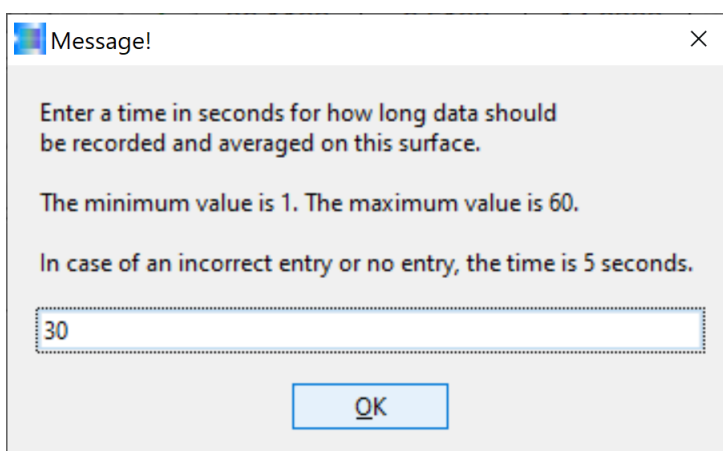 Message!
Enter a time in seconds for how long data should
be recorded and averaged on this surface.
The minimum value is 1. The maximum value is 60.
In case of an incorrect entry or no entry, the time is 5 seconds.
30
OK